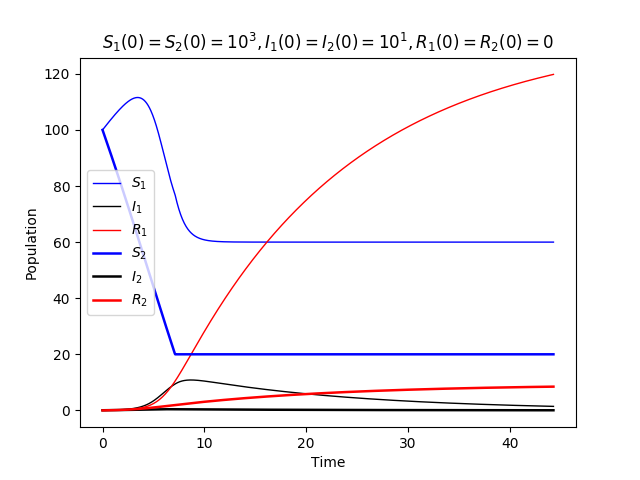 S₁(0) = S₂(0) = 10³, I₁(0) = I₂(0) = 10¹, R₁(0) = R₂(0) = 0
120
100
80
60
40
20
0
Population
S₁
I₁
R₁
S₂
I₂
R₂
0 10 20 30 40
Time